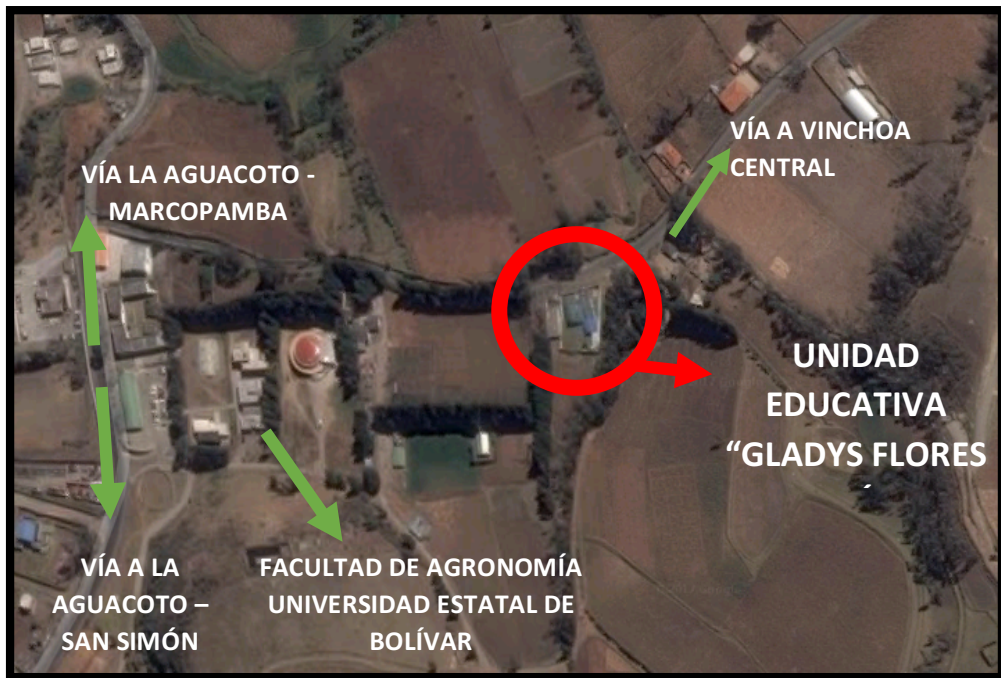 VÍA A VINCHOA
CENTRAL
VÍA LA AGUACOTO -
MARCOPAMBA
UNIDAD
EDUCATIVA
“GLADYS FLORES
VÍA A LA
AGUACOTO –
SAN SIMÓN
FACULTAD DE AGRONOMÍA
UNIVERSIDAD ESTATAL DE
BOLÍVAR